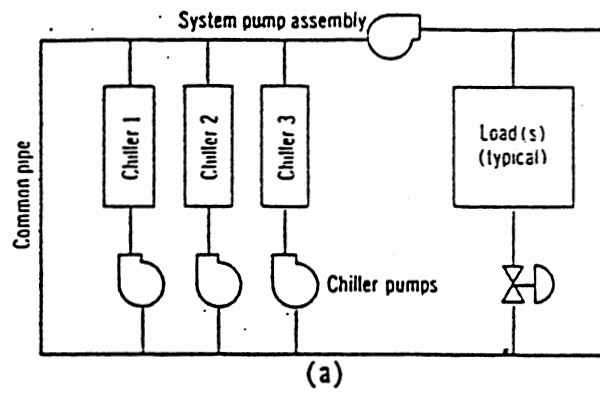 System pump assembly
Common pipe
Chiller 1
Chiller 2
Chiller 3
Load(s)
(typical)
Chiller pumps
(a)